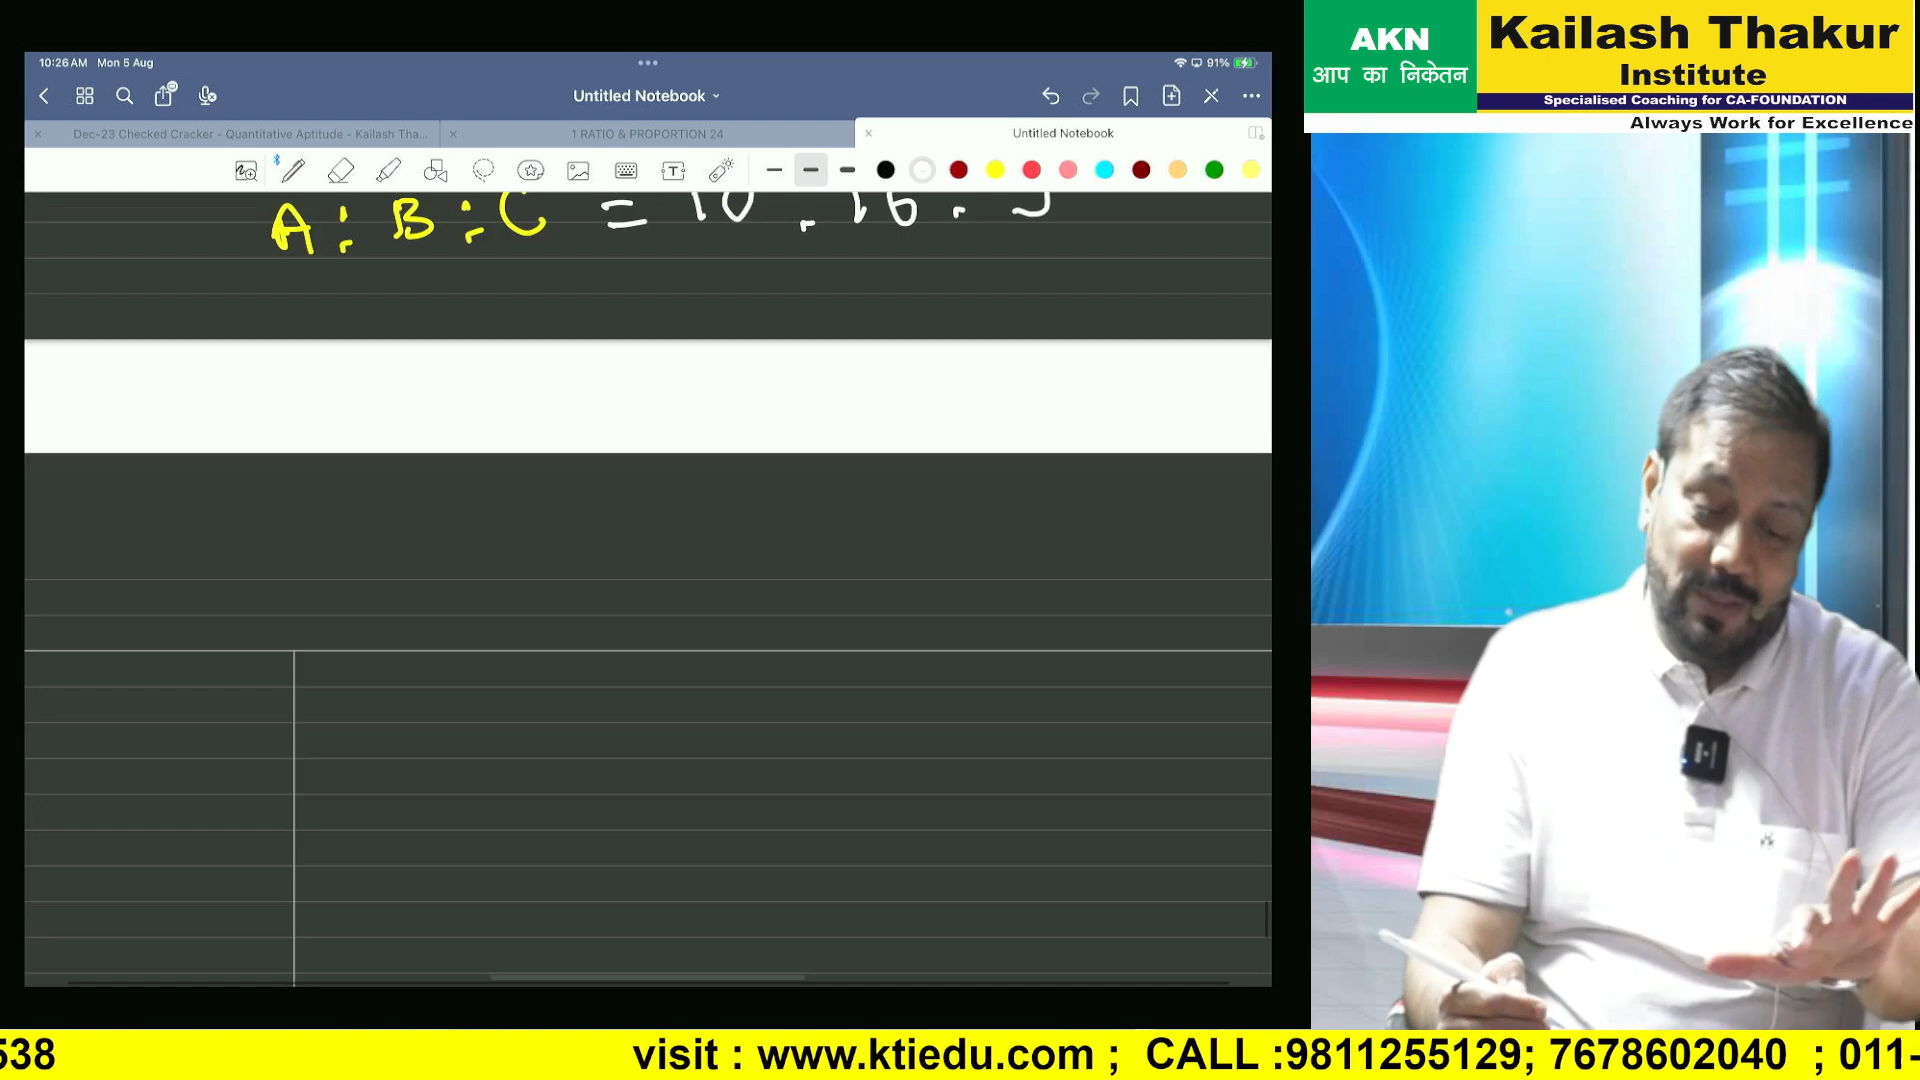 10:26 AM Mon 5 Aug
91%
Untitled Notebook
Dec-23 Checked Cracker - Quantitative Aptitude - Kailash Tha...
1 RATIO & PROPORTION 24
Untitled Notebook
A : B : C = 10 : 16 :
AKN
आप का निकेतन
Kailash Thakur
Institute
Specialised Coaching for CA-FOUNDATION
Always Work for Excellence
538 visit : www.ktiedu.com ; CALL :9811255129; 7678602040 ; 011-